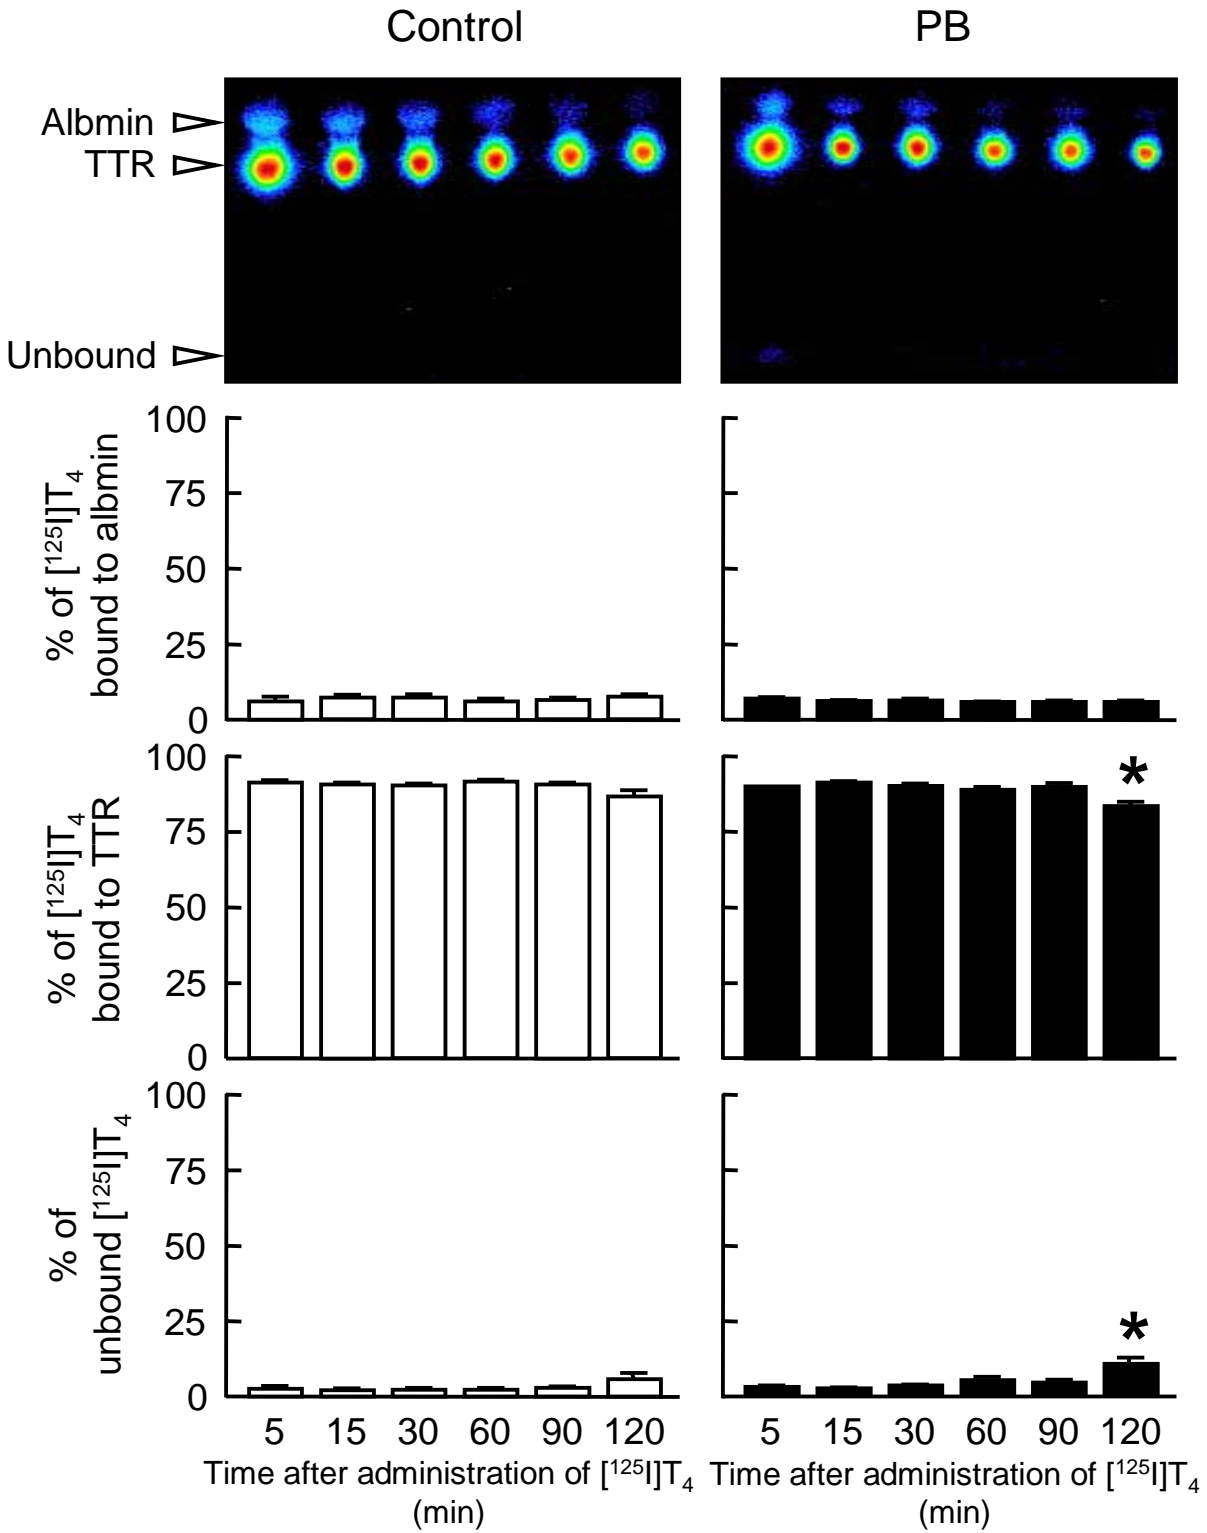 Control
PB
Albmin
TTR
Unbound
% of [¹²⁵I]T₄
bound to albmin
100
75
50
25
0
% of [¹²⁵I]T₄
bound to TTR
100
75
50
25
0
*
% of
unbound [¹²⁵I]T₄
100
75
50
25
0
*
5 15 30 60 90 120
5 15 30 60 90 120
Time after administration of [¹²⁵I]T₄
(min)
Time after administration of [¹²⁵I]T₄
(min)